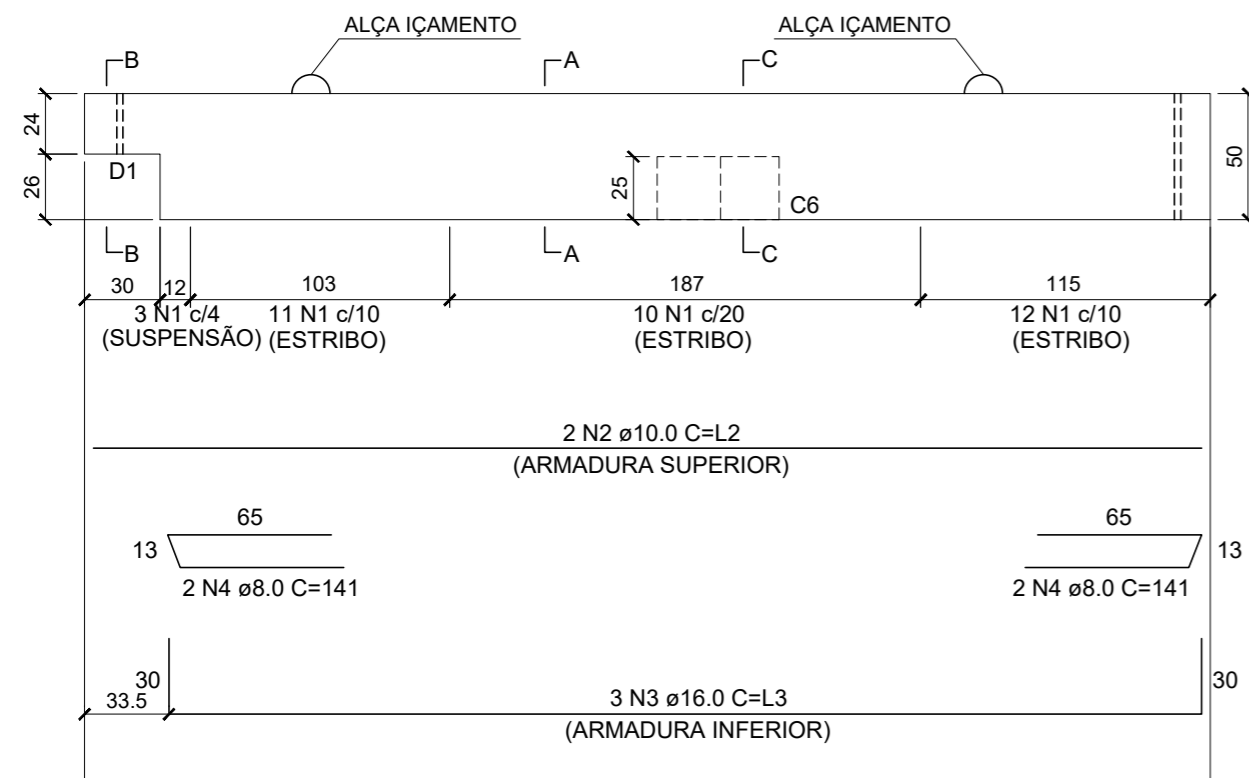 ALÇA IÇAMENTO
ALÇA IÇAMENTO
B
A
C
24
D1
26
25
C6
50
B
A
C
30
12
103
187
115
3 N1 c/4
(SUSPENSÃO)
11 N1 c/10
(ESTRIBO)
10 N1 c/20
(ESTRIBO)
12 N1 c/10
(ESTRIBO)
2 N2 ø10.0 C=L2
(ARMADURA SUPERIOR)
65
13
2 N4 ø8.0 C=141
65
13
2 N4 ø8.0 C=141
30
33.5
3 N3 ø16.0 C=L3
(ARMADURA INFERIOR)
30